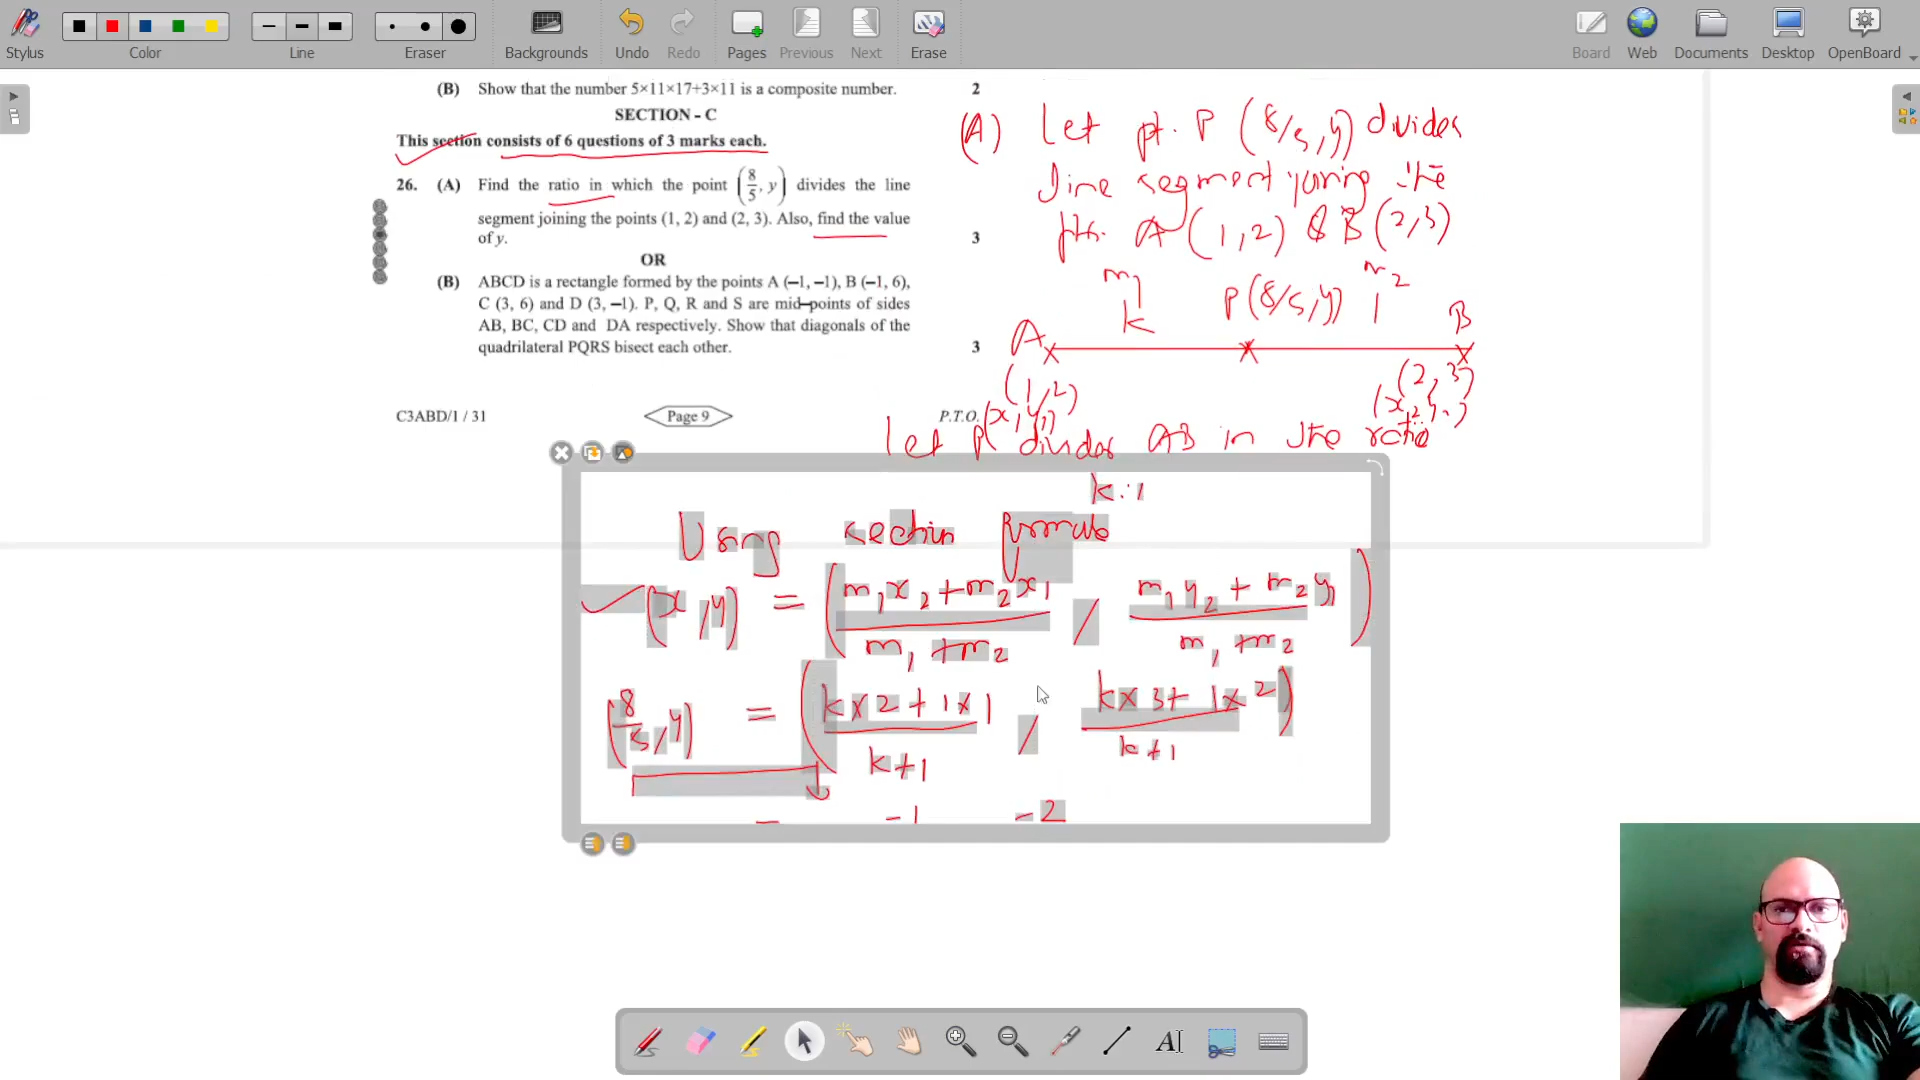 Stylus Color Line Eraser Backgrounds Undo Redo Pages Previous Next Erase Board Web Documents Desktop OpenBoard
(B) Show that the number 5×11×17+3×11 is a composite number. 2
SECTION - C
This section consists of 6 questions of 3 marks each.
26. (A) Find the ratio in which the point (8/5, y) divides the line
segment joining the points (1, 2) and (2, 3). Also, find the value
of y. 3
OR
(B) ABCD is a rectangle formed by the points A (–1, –1), B (–1, 6),
C (3, 6) and D (3, –1). P, Q, R and S are mid-points of sides
AB, BC, CD and DA respectively. Show that diagonals of the
quadrilateral PQRS bisect each other. 3
C3ABD/1 / 31 Page 9 P.T.O.
(A) Let pt. P (8/5, y) divides
line segment joining the
pts. A (1,2) & B (2,3)
m1 m2
k P(8/5, y) 1 B
A
(1,2) (2,3)
(x1, y1) (x2, y2)
Let P divides AB in the ratio
k:1
Using section formula
(x, y) = (m1x2+m2x1 / m1+m2 , m1y2+m2y1 / m1+m2)
(8/5, y) = (k×2+1×1 / k+1 , k×3+1×2 / k+1)